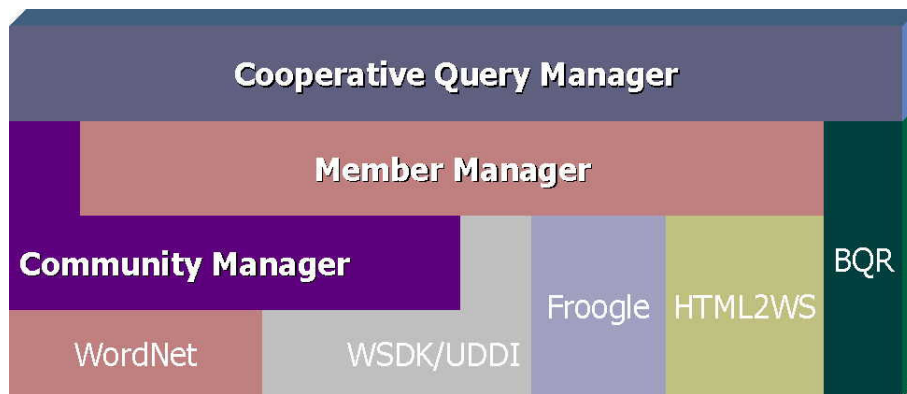 Cooperative Query Manager
Member Manager
Community Manager
BQR
Froogle
HTML2WS
WordNet
WSDK/UDDI